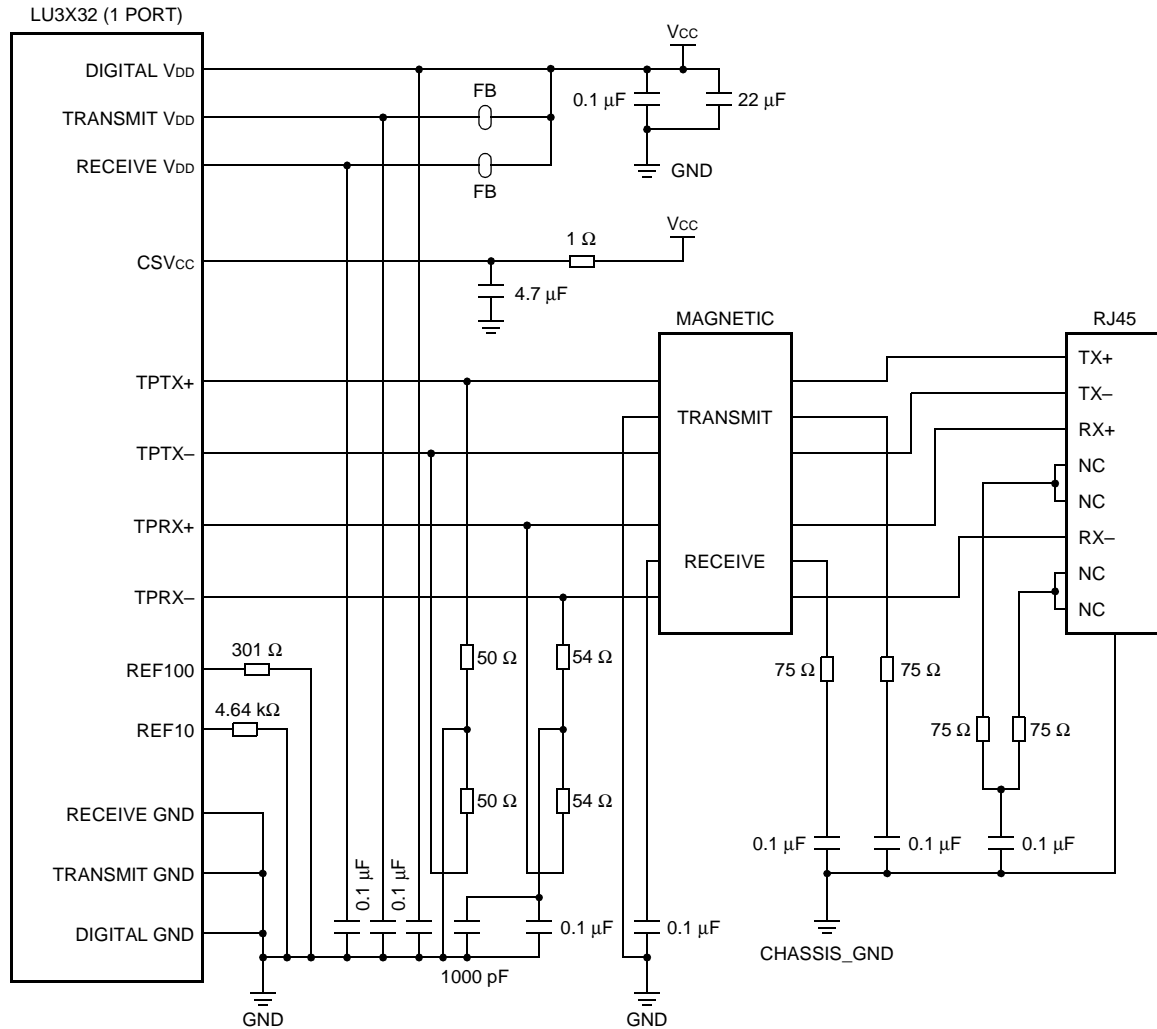 LU3X32 (1 PORT)
DIGITAL VDD
TRANSMIT VDD
RECEIVE VDD
CSVCC
TPTX+
TPTX–
TPRX+
TPRX–
REF100
REF10
RECEIVE GND
TRANSMIT GND
DIGITAL GND
FB
FB
VCC
0.1 μF
22 μF
GND
VCC
1 Ω
4.7 μF
MAGNETIC
TRANSMIT
RECEIVE
RJ45
TX+
TX–
RX+
NC
NC
RX–
NC
NC
301 Ω
4.64 kΩ
50 Ω
54 Ω
50 Ω
54 Ω
75 Ω
75 Ω
75 Ω
75 Ω
0.1 μF
0.1 μF
0.1 μF
0.1 μF
0.1 μF
0.1 μF
0.1 μF
1000 pF
CHASSIS_GND
GND
GND